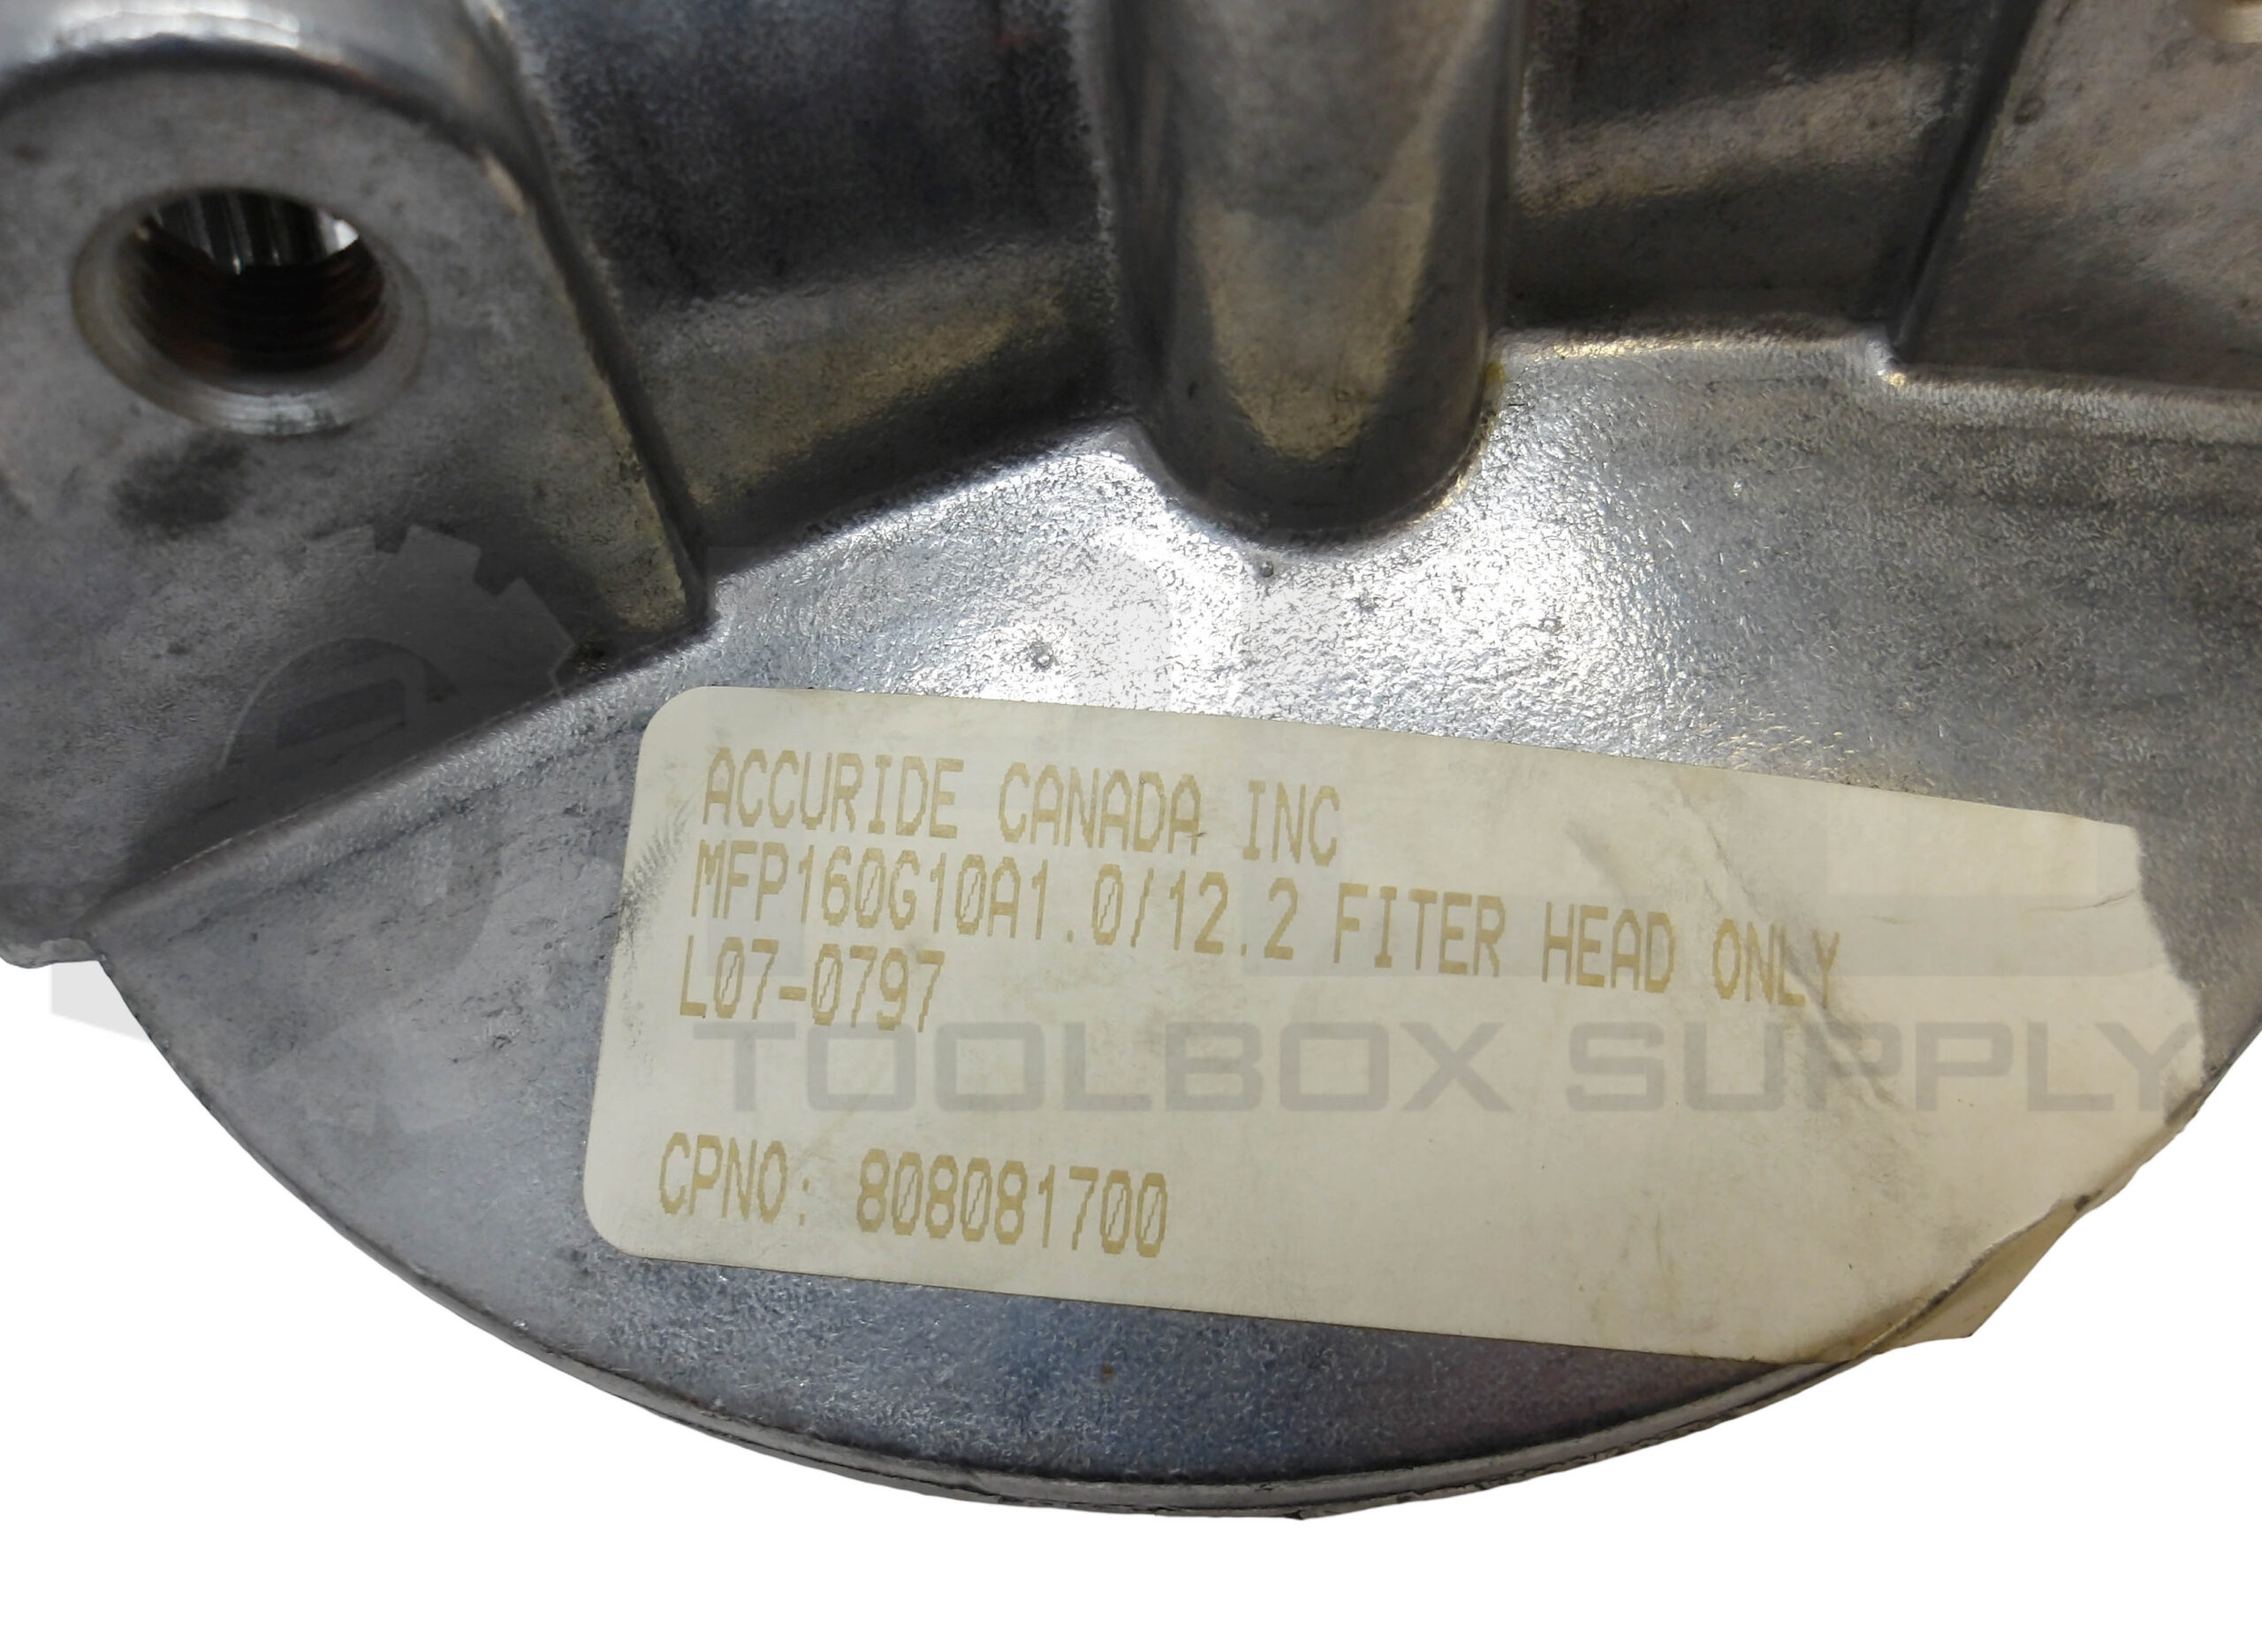 ACCURIDE CANADA INC
MFP160G10A1.0/12.2 FITER HEAD ONLY
L07-0797
TOOLBOX SUPPLY
CPNO: 808081700